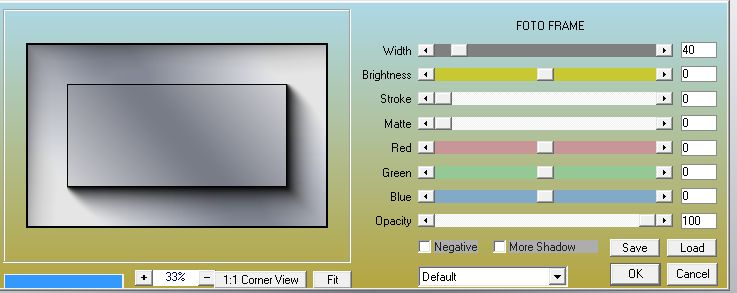 FOTO FRAME
Width 40
Brightness 0
Stroke 0
Matte 0
Red 0
Green 0
Blue 0
Opacity 100
Negative More Shadow Save Load
+ 33% − 1:1 Corner View Fit
Default OK Cancel